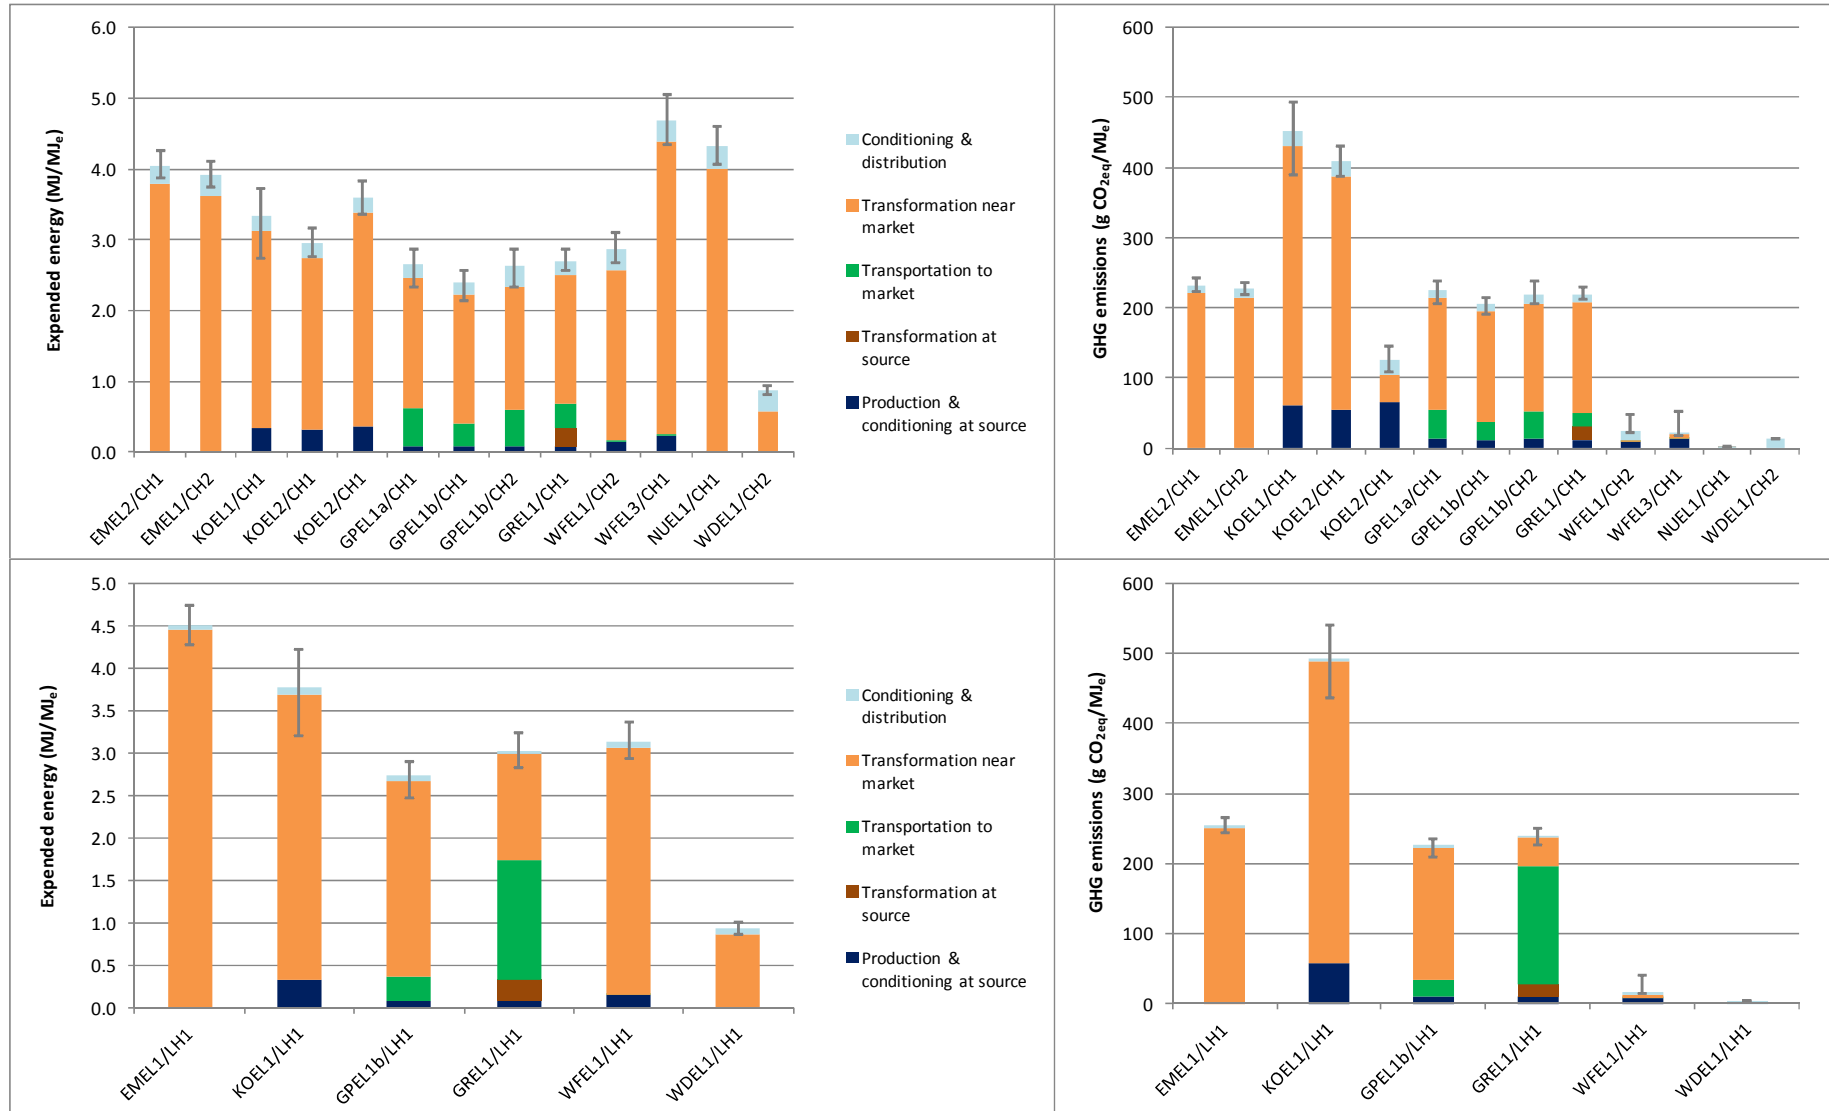 6.0
5.0
4.0
3.0
2.0
1.0
0.0
Expended energy (MJ/MJe)
EMEL2/CH1
EMEL1/CH2
KOEL1/CH1
KOEL2/CH1
KOEL2/CH1
GPEL1a/CH1
GPEL1b/CH1
GPEL1b/CH2
GREL1/CH1
WFEL1/CH2
WFEL3/CH1
NUEL1/CH1
WDEL1/CH2
Conditioning &
distribution
Transformation near
market
Transportation to
market
Transformation at
source
Production &
conditioning at source
600
500
400
300
200
100
0
GHG emissions (g CO2eq/MJe)
EMEL2/CH1
EMEL1/CH2
KOEL1/CH1
KOEL2/CH1
KOEL2/CH1
GPEL1a/CH1
GPEL1b/CH1
GPEL1b/CH2
GREL1/CH1
WFEL1/CH2
WFEL3/CH1
NUEL1/CH1
WDEL1/CH2
5.0
4.5
4.0
3.5
3.0
2.5
2.0
1.5
1.0
0.5
0.0
Expended energy (MJ/MJe)
EMEL1/LH1
KOEL1/LH1
GPEL1b/LH1
GREL1/LH1
WFEL1/LH1
WDEL1/LH1
Conditioning &
distribution
Transformation near
market
Transportation to
market
Transformation at
source
Production &
conditioning at source
600
500
400
300
200
100
0
GHG emissions (g CO2eq/MJe)
EMEL1/LH1
KOEL1/LH1
GPEL1b/LH1
GREL1/LH1
WFEL1/LH1
WDEL1/LH1